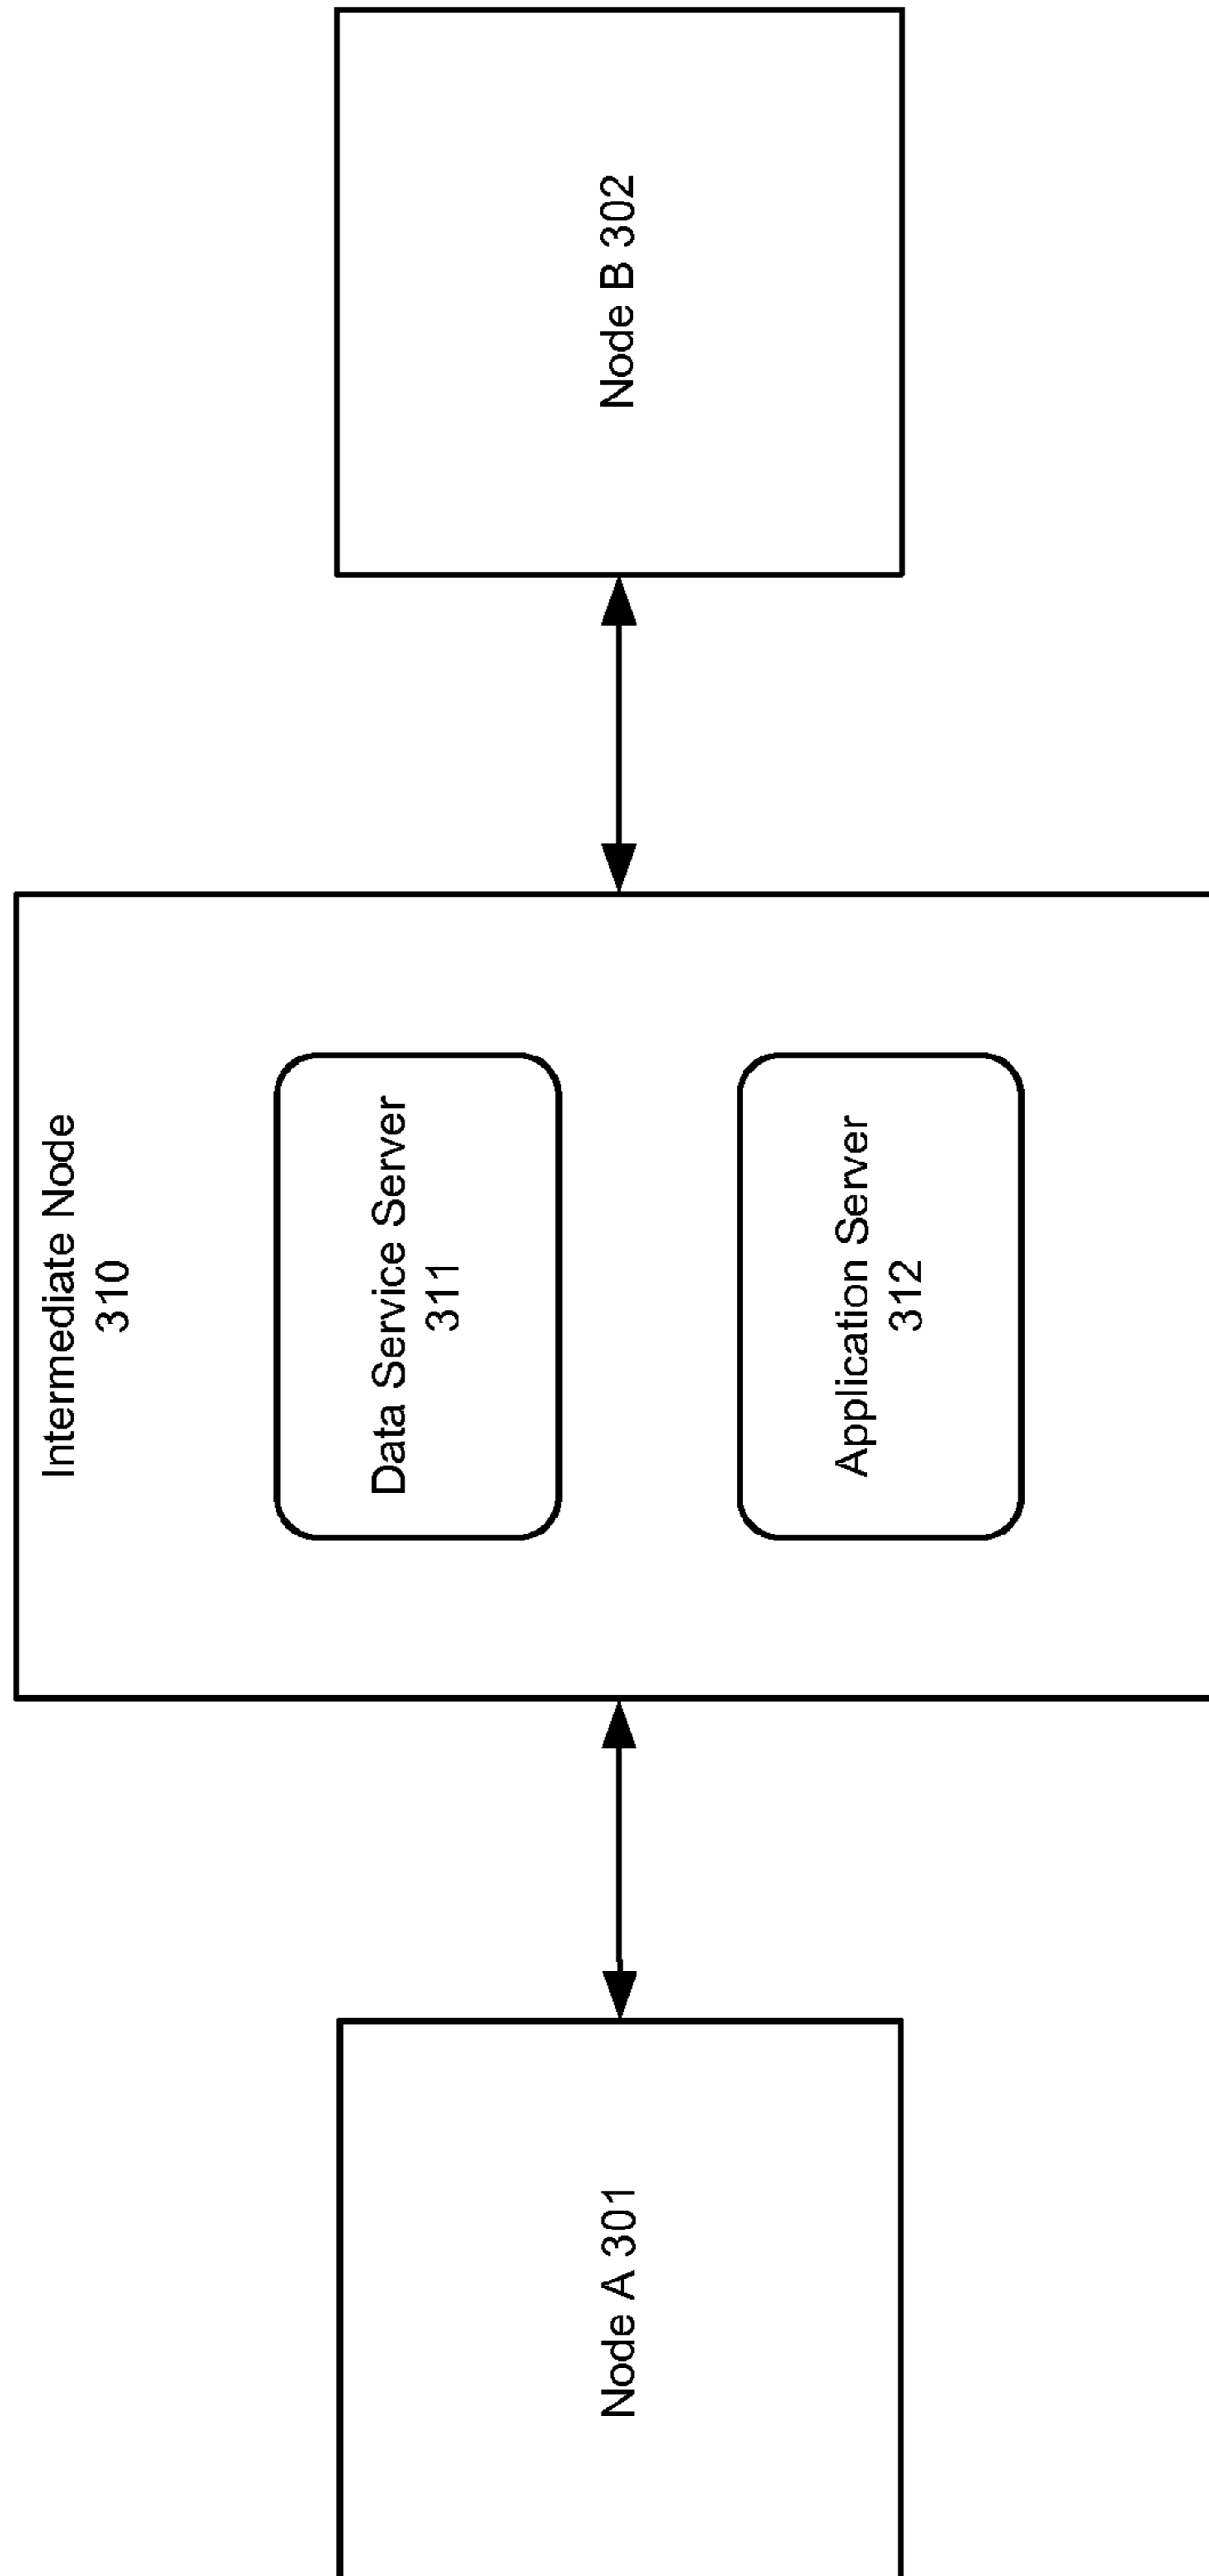 Node A 301
Intermediate Node
310
Data Service Server
311
Application Server
312
Node B 302